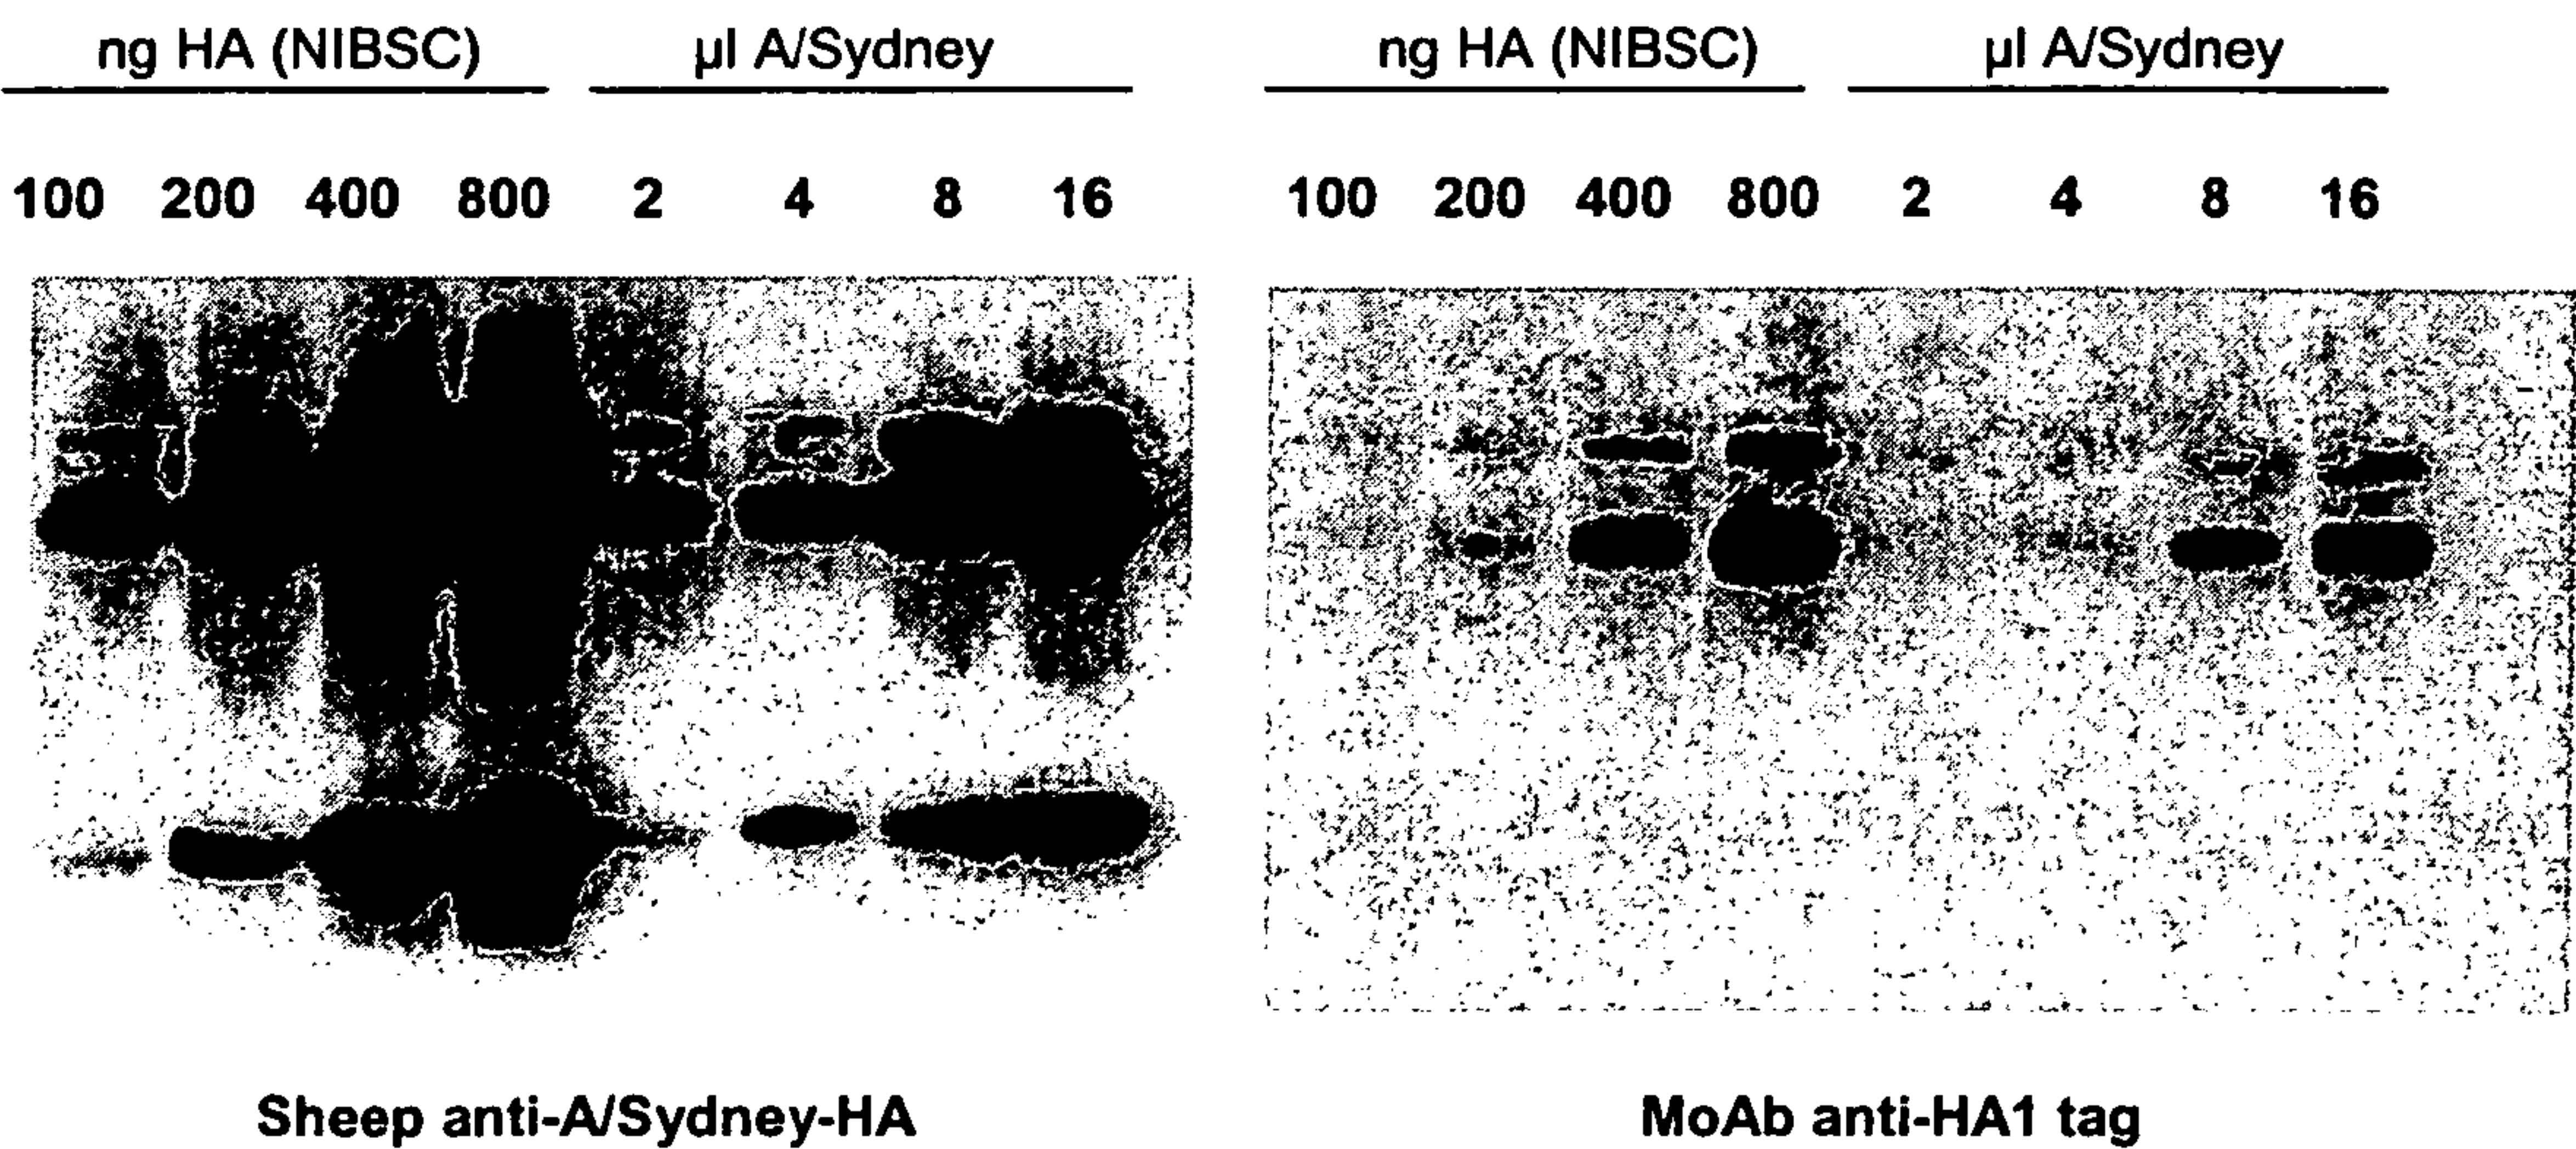 ng HA (NIBSC) µl A/Sydney ng HA (NIBSC) µl A/Sydney
100 200 400 800 2 4 8 16 100 200 400 800 2 4 8 16
Sheep anti-A/Sydney-HA MoAb anti-HA1 tag